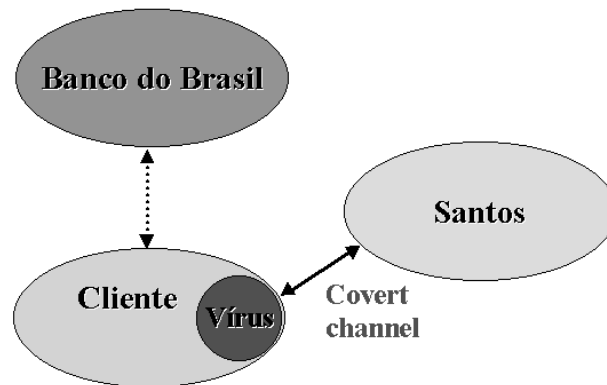 Banco do Brasil
Santos
Cliente
Vírus
Covert
channel